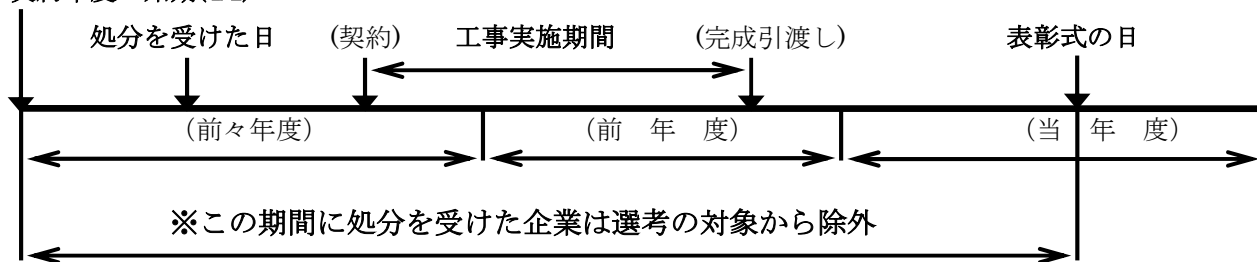 処分を受けた日 (契約) 工事実施期間 (完成引渡し) 表彰式の日
(前々年度) (前 年 度) (当 年 度)
※この期間に処分を受けた企業は選考の対象から除外